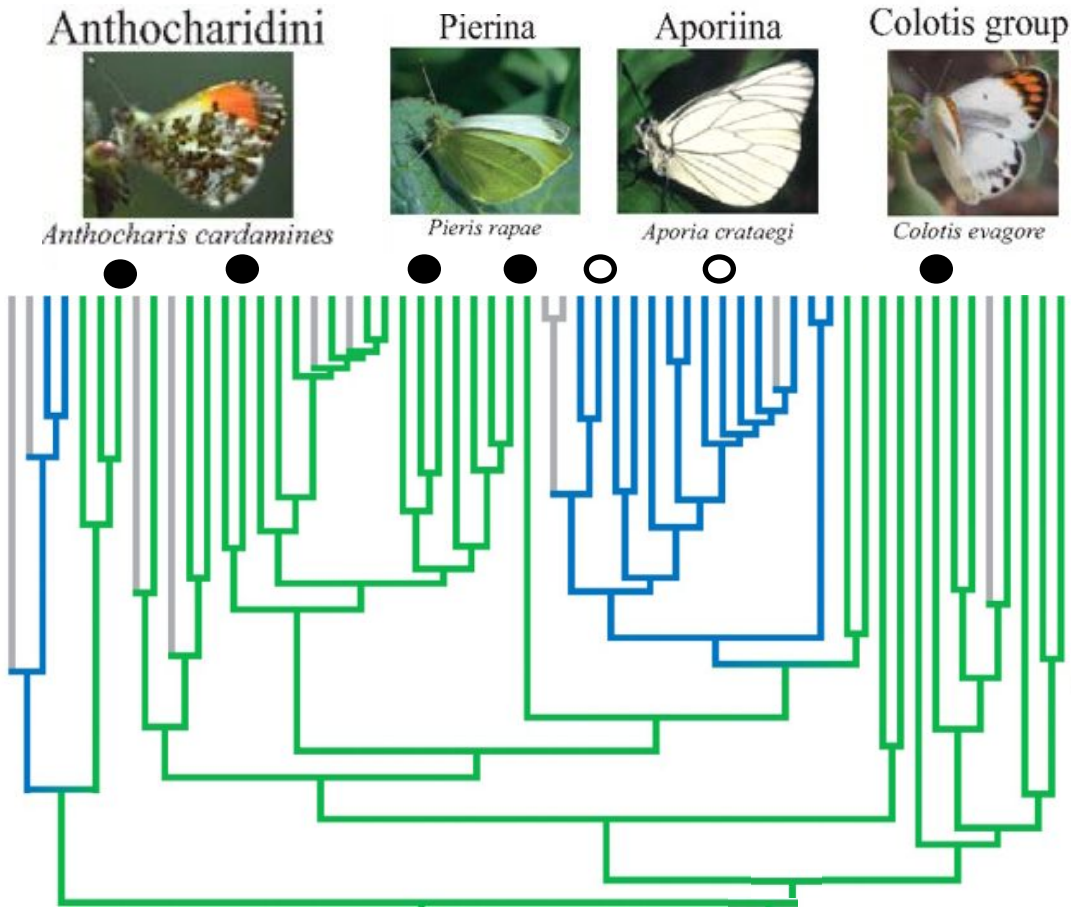 Anthocharidini
Pierina
Aporiina
Colotis group
Anthocharis cardamines
Pieris rapae
Aporia crataegi
Colotis evagore